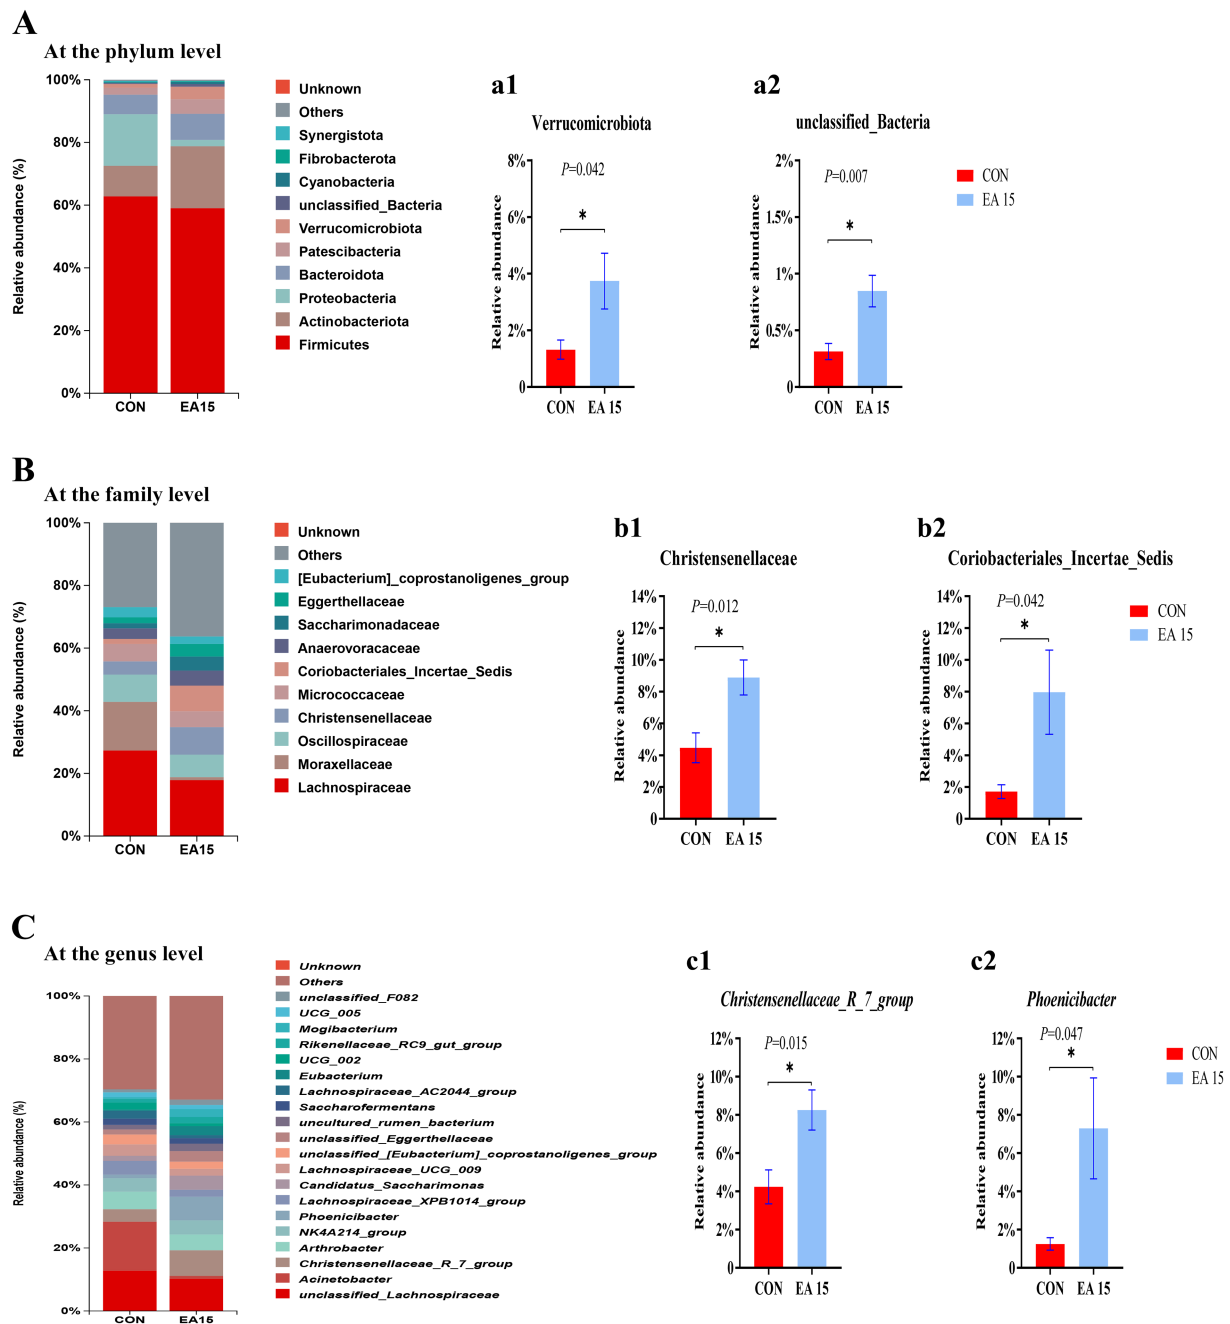 A
At the phylum level
Relative abundance (%)
100%
80%
60%
40%
20%
0%
CON
EA15
Unknown
Others
Synergistota
Fibrobacterota
Cyanobacteria
unclassified_Bacteria
Verrucomicrobiota
Patescibacteria
Bacteroidota
Proteobacteria
Actinobacteriota
Firmicutes
a1
Verrucomicrobiota
P=0.042
*
Relative abundance
8%
6%
4%
2%
0
CON
EA 15
a2
unclassified_Bacteria
P=0.007
*
Relative abundance
2%
1.5%
1%
0.5%
0
CON
EA 15
CON
EA 15
B
At the family level
Relative abundance (%)
100%
80%
60%
40%
20%
0%
CON
EA15
Unknown
Others
[Eubacterium]_coprostanoligenes_group
Eggerthellaceae
Saccharimonadaceae
Anaerovoracaceae
Coriobacteriales_Incertae_Sedis
Micrococcaceae
Christensenellaceae
Oscillospiraceae
Moraxellaceae
Lachnospiraceae
b1
Christensenellaceae
P=0.012
*
Relative abundance
14%
12%
10%
8%
6%
4%
2%
0
CON
EA 15
b2
Coriobacteriales_Incertae_Sedis
P=0.042
*
Relative abundance
14%
12%
10%
8%
6%
4%
2%
0
CON
EA 15
CON
EA 15
C
At the genus level
Relative abundance (%)
100%
80%
60%
40%
20%
0%
CON
EA15
Unknown
Others
unclassified_F082
UCG_005
Mogibacterium
Rikenellaceae_RC9_gut_group
UCG_002
Eubacterium
Lachnospiraceae_AC2044_group
Saccharofermentans
uncultured_rumen_bacterium
unclassified_Eggerthellaceae
unclassified_[Eubacterium]_coprostanoligenes_group
Lachnospiraceae_UCG_009
Candidatus_Saccharimonas
Lachnospiraceae_XPB1014_group
Phoenicibacter
NK4A214_group
Arthrobacter
Christensenellaceae_R_7_group
Acinetobacter
unclassified_Lachnospiraceae
c1
Christensenellaceae_R_7_group
P=0.015
*
Relative abundance
12%
10%
8%
6%
4%
2%
0
CON
EA 15
c2
Phoenicibacter
P=0.047
*
Relative abundance
12%
10%
8%
6%
4%
2%
0
CON
EA 15
CON
EA 15